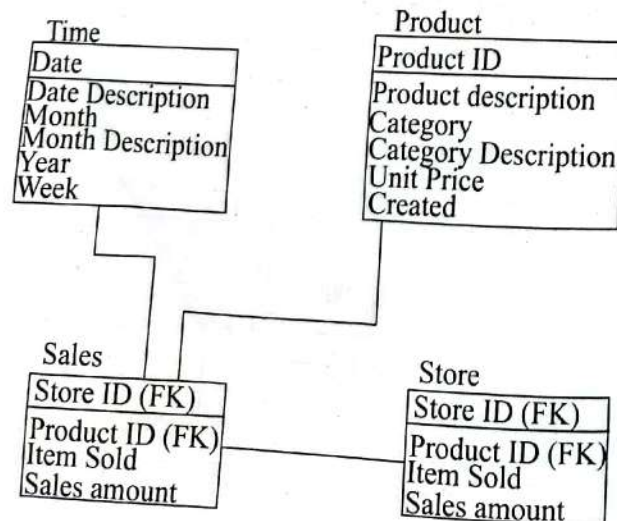 Time
Date
Date Description
Month
Month Description
Year
Week
Product
Product ID
Product description
Category
Category Description
Unit Price
Created
Sales
Store ID (FK)
Product ID (FK)
Item Sold
Sales amount
Store
Store ID (FK)
Product ID (FK)
Item Sold
Sales amount